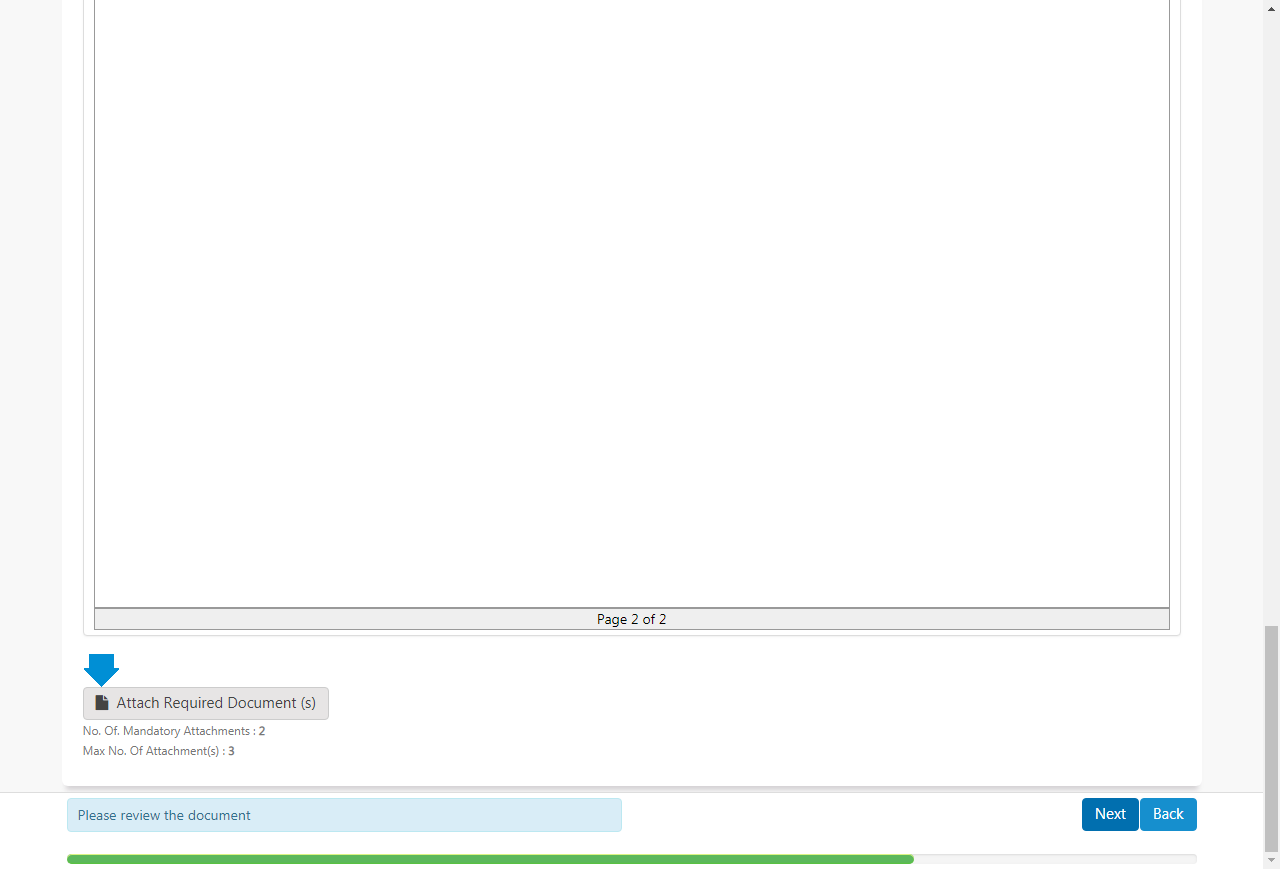 Page 2 of 2
Attach Required Document (s)
No. Of. Mandatory Attachments : 2
Max No. Of Attachment(s) : 3
Please review the document
Next
Back